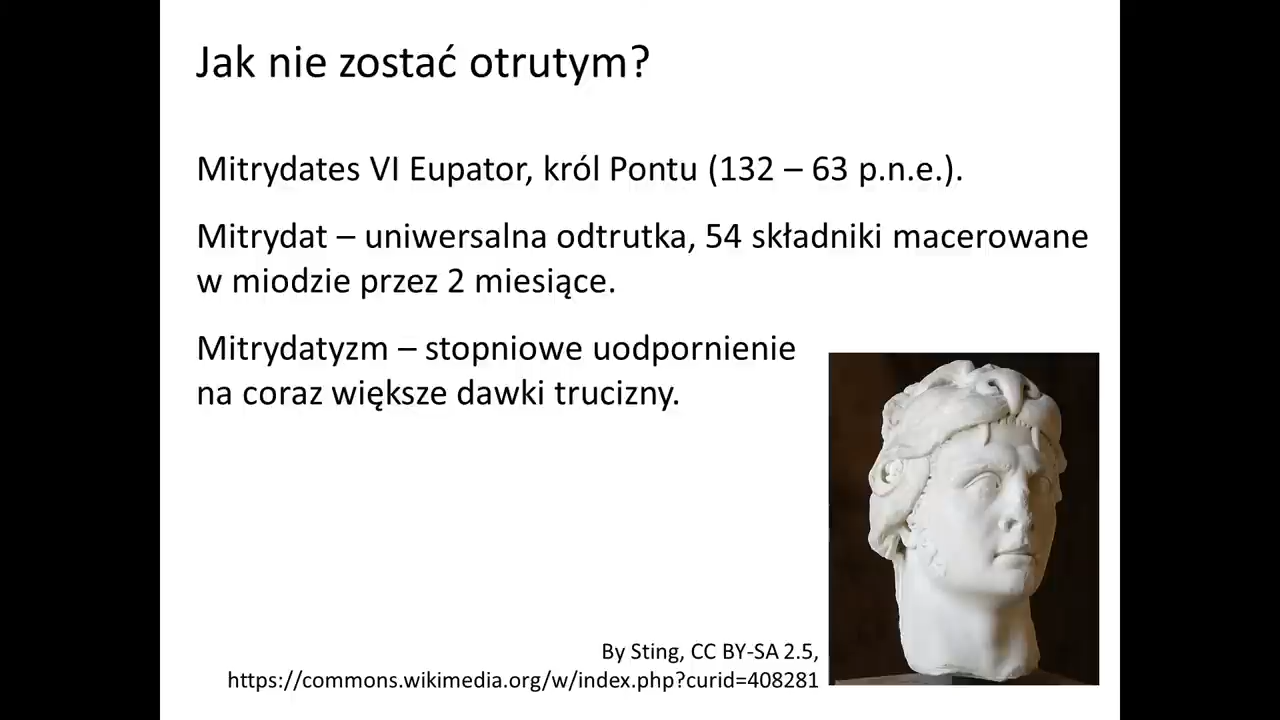 Jak nie zostać otrutym?
Mitrydates VI Eupator, król Pontu (132 – 63 p.n.e.).
Mitrydat – uniwersalna odtrutka, 54 składniki macerowane
w miodzie przez 2 miesiące.
Mitrydatyzm – stopniowe uodpornienie
na coraz większe dawki trucizny.
By Sting, CC BY-SA 2.5,
https://commons.wikimedia.org/w/index.php?curid=408281